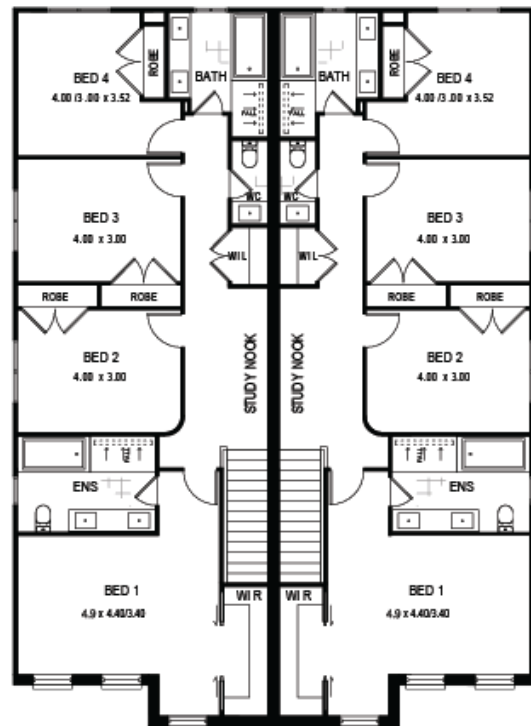 BED 4
4.00 /3 .00 x 3.52
ROBE
BATH
BATH
ROBE
BED 4
4.00 /3 .00 x 3.52
FALL
FALL
BED 3
4.00 x 3.00
WC
WC
BED 3
4.00 x 3.00
WIL
WIL
ROBE
ROBE
ROBE
ROBE
BED 2
4.00 x 3.00
STUDY NOOK
STUDY NOOK
BED 2
4.00 x 3.00
ENS
ENS
BED 1
4.9 x 4.40/3.40
WIR
WIR
BED 1
4.9 x 4.40/3.40